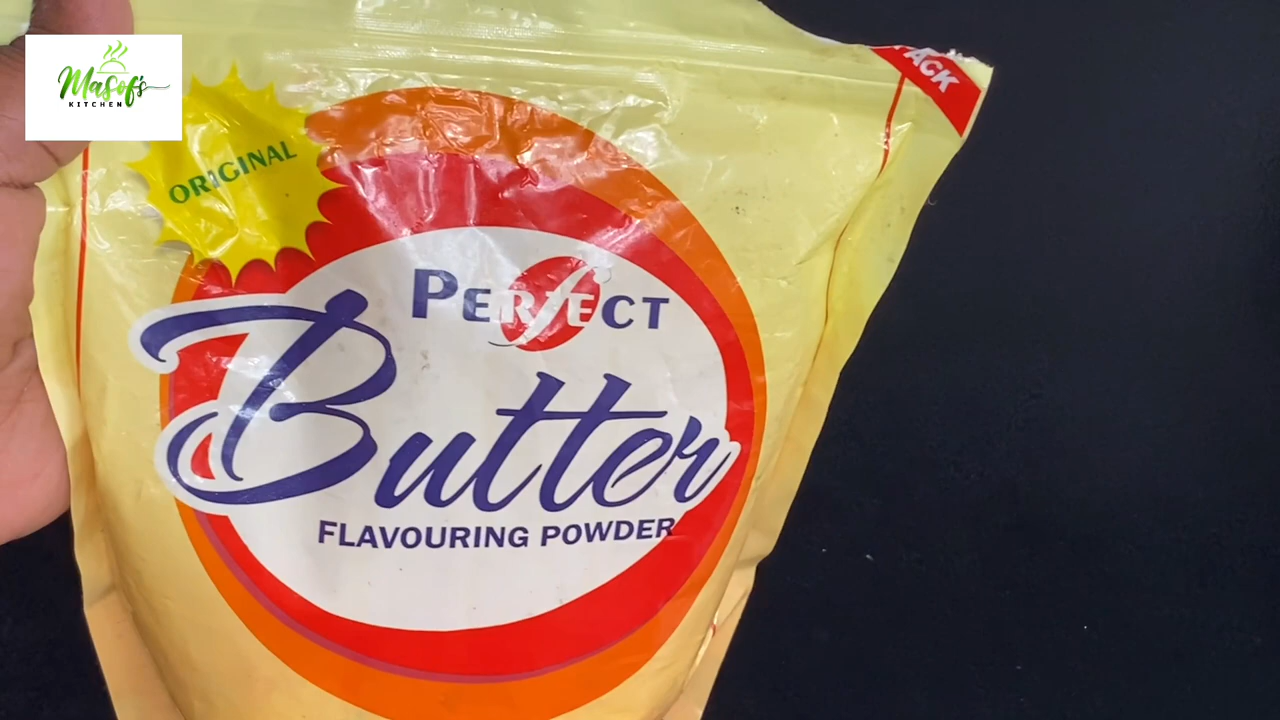 Masof's
KITCHEN
ACK
ORIGINAL
PERFECT
Butter
FLAVOURING POWDER